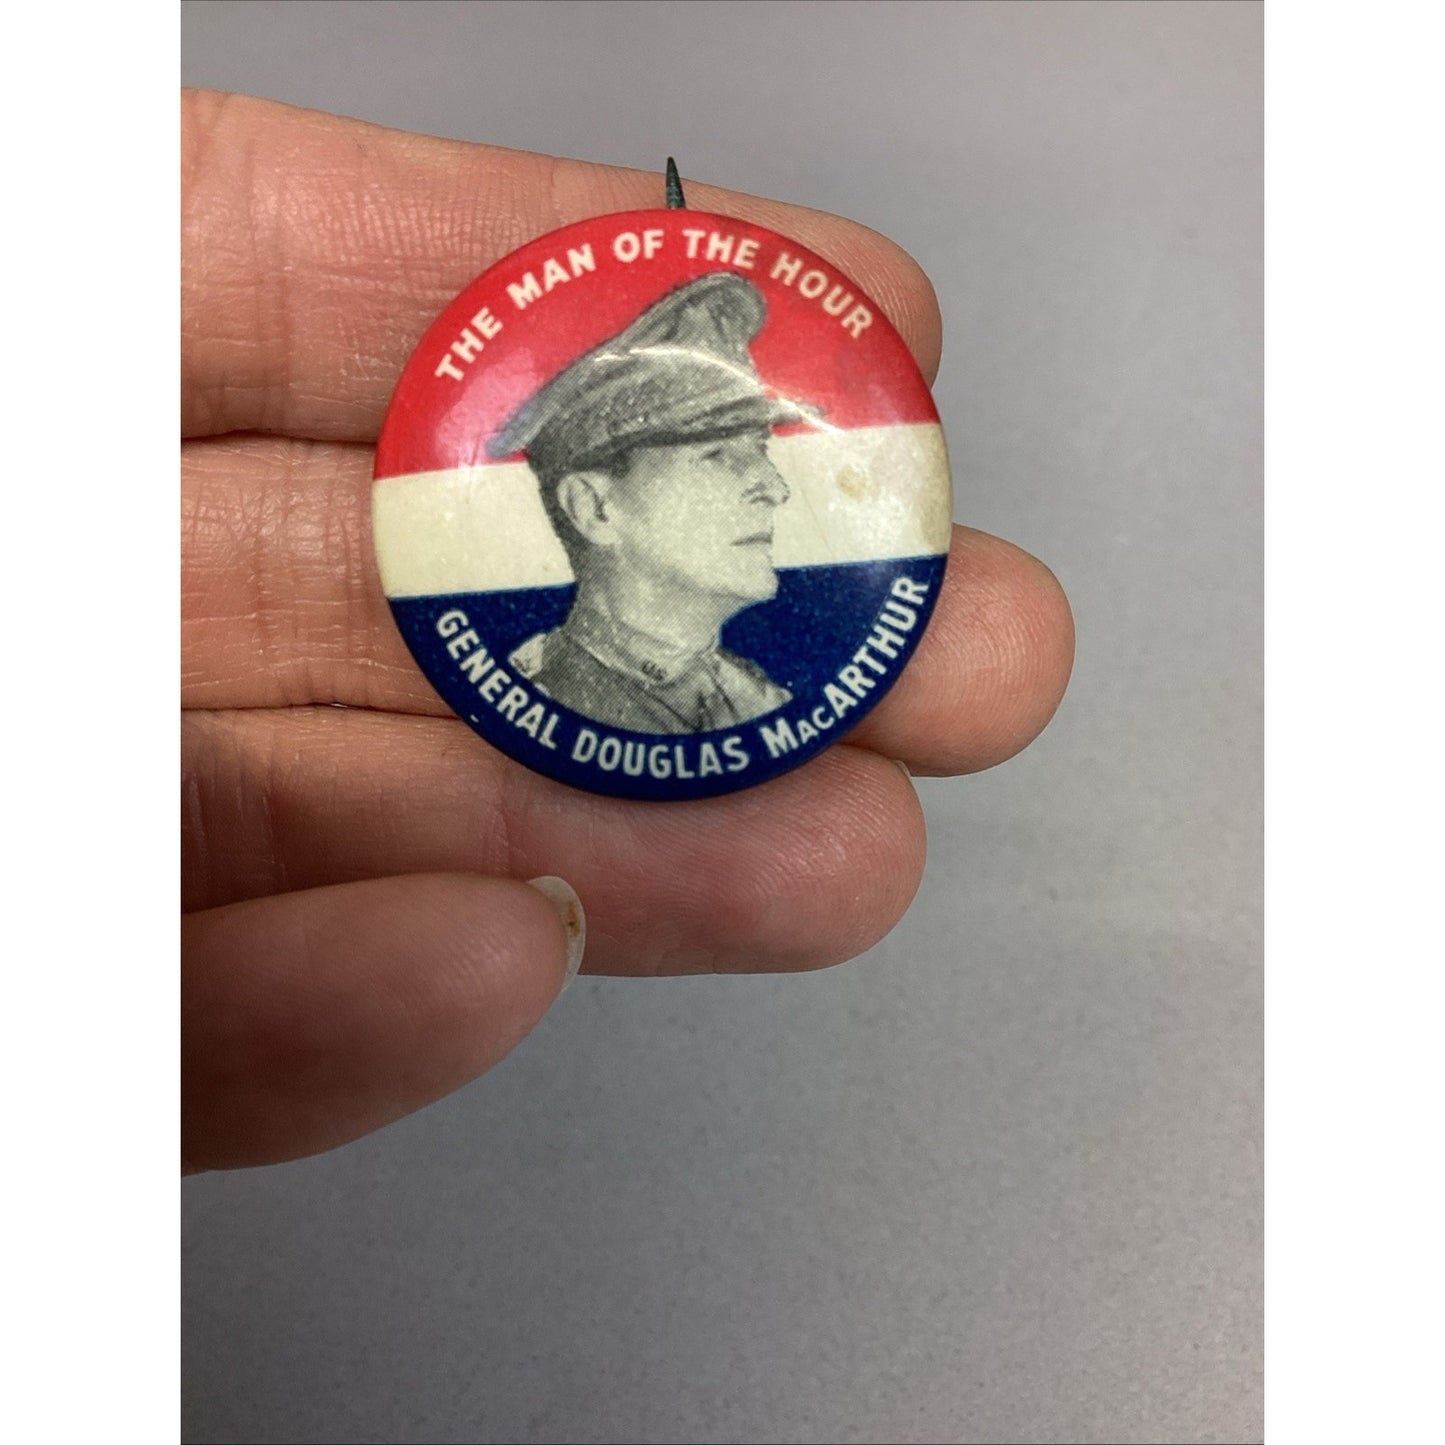 THE MAN OF THE HOUR
U.S.
GENERAL DOUGLAS MacARTHUR